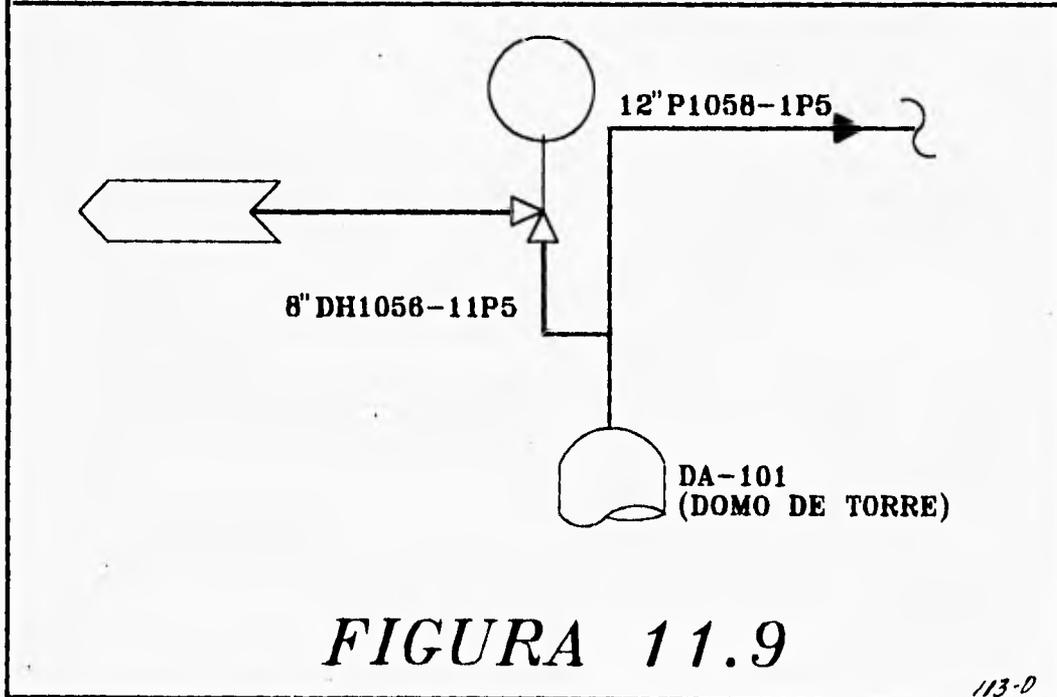 12"P1058-1P5
8"DH1056-11P5
DA-101
(DOMO DE TORRE)
FIGURA 11.9
113-D